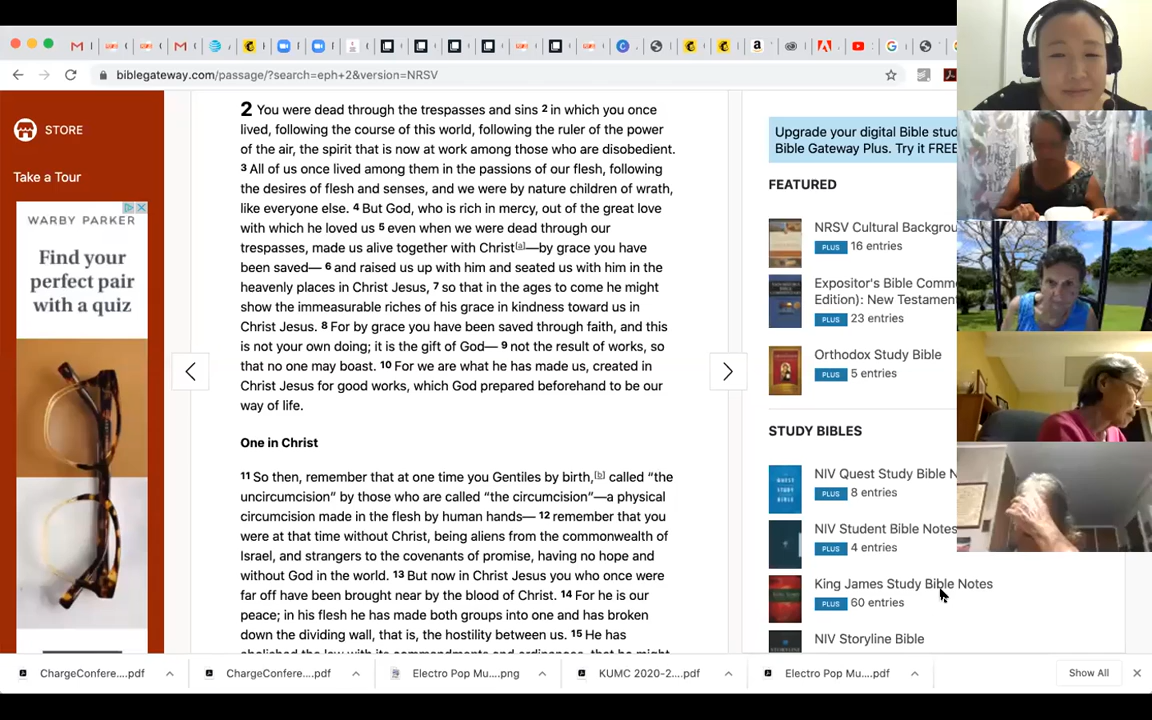 biblegateway.com/passage/?search=eph+2&version=NRSV
STORE
Take a Tour
WARBY PARKER
Find your
perfect pair
with a quiz
2 You were dead through the trespasses and sins 2 in which you once
lived, following the course of this world, following the ruler of the power
of the air, the spirit that is now at work among those who are disobedient.
3 All of us once lived among them in the passions of our flesh, following
the desires of flesh and senses, and we were by nature children of wrath,
like everyone else. 4 But God, who is rich in mercy, out of the great love
with which he loved us 5 even when we were dead through our
trespasses, made us alive together with Christ[a]—by grace you have
been saved— 6 and raised us up with him and seated us with him in the
heavenly places in Christ Jesus, 7 so that in the ages to come he might
show the immeasurable riches of his grace in kindness toward us in
Christ Jesus. 8 For by grace you have been saved through faith, and this
is not your own doing; it is the gift of God— 9 not the result of works, so
that no one may boast. 10 For we are what he has made us, created in
Christ Jesus for good works, which God prepared beforehand to be our
way of life.
One in Christ
11 So then, remember that at one time you Gentiles by birth,[b] called “the
uncircumcision” by those who are called “the circumcision”—a physical
circumcision made in the flesh by human hands— 12 remember that you
were at that time without Christ, being aliens from the commonwealth of
Israel, and strangers to the covenants of promise, having no hope and
without God in the world. 13 But now in Christ Jesus you who once were
far off have been brought near by the blood of Christ. 14 For he is our
peace; in his flesh he has made both groups into one and has broken
down the dividing wall, that is, the hostility between us. 15 He has
Upgrade your digital Bible stud
Bible Gateway Plus. Try it FREE
FEATURED
NRSV Cultural Backgrou
PLUS 16 entries
Expositor's Bible Comm
Edition): New Testament
PLUS 23 entries
Orthodox Study Bible
PLUS 5 entries
STUDY BIBLES
NIV Quest Study Bible N
PLUS 8 entries
NIV Student Bible Notes
PLUS 4 entries
King James Study Bible Notes
PLUS 60 entries
NIV Storyline Bible
ChargeConfere....pdf
ChargeConfere....pdf
Electro Pop Mu....png
KUMC 2020-2....pdf
Electro Pop Mu....pdf
Show All